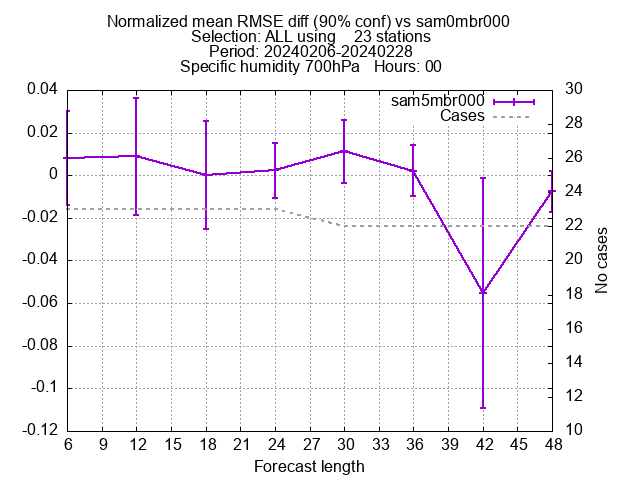 Normalized mean RMSE diff (90% conf) vs sam0mbr000
Selection: ALL using    23 stations
Period: 20240206-20240228
Specific humidity 700hPa   Hours: 00
sam5mbr000
Cases
0.04
0.02
0
-0.02
-0.04
-0.06
-0.08
-0.1
-0.12
30
28
26
24
22
20
18
16
14
12
10
No cases
6 9 12 15 18 21 24 27 30 33 36 39 42 45 48
Forecast length